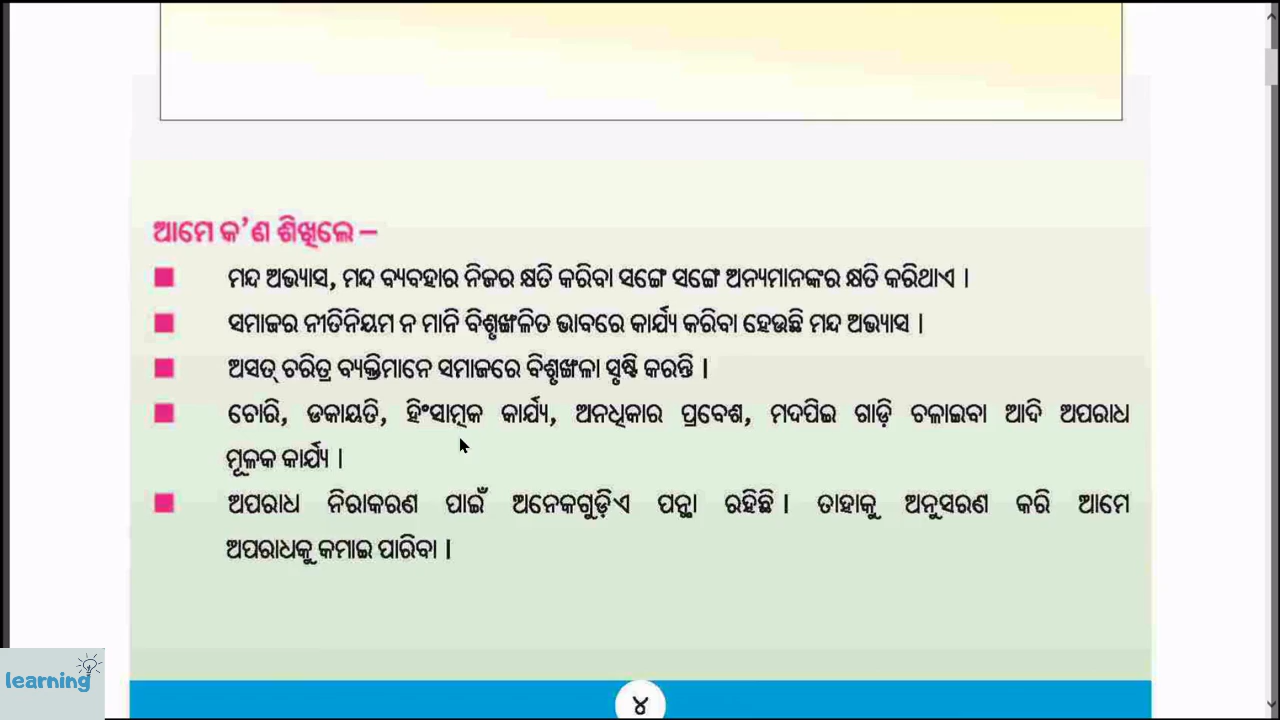 ଆମେ କ'ଣ ଶିଖିଲେ –
ମନ୍ଦ ଅଭ୍ୟାସ, ମନ୍ଦ ବ୍ୟବହାର ନିଜର କ୍ଷତି କରିବା ସଙ୍ଗେ ସଙ୍ଗେ ଅନ୍ୟମାନଙ୍କର କ୍ଷତି କରିଥାଏ ।
ସମାଜର ନୀତିନିୟମ ନ ମାନି ବିଶୃଙ୍ଖଳିତ ଭାବରେ କାର୍ଯ୍ୟ କରିବା ହେଉଛି ମନ୍ଦ ଅଭ୍ୟାସ ।
ଅସତ୍ ଚରିତ୍ର ବ୍ୟକ୍ତିମାନେ ସମାଜରେ ବିଶୃଙ୍ଖଳା ସୃଷ୍ଟି କରନ୍ତି ।
ଚୋରି, ଡକାୟତି, ହିଂସାତ୍ମକ କାର୍ଯ୍ୟ, ଅନଧିକାର ପ୍ରବେଶ, ମଦପିଇ ଗାଡ଼ି ଚଳାଇବା ଆଦି ଅପରାଧ
ମୂଳକ କାର୍ଯ୍ୟ ।
ଅପରାଧ ନିରାକରଣ ପାଇଁ ଅନେକଗୁଡ଼ିଏ ପନ୍ଥା ରହିଛି । ତାହାକୁ ଅନୁସରଣ କରି ଆମେ
ଅପରାଧକୁ କମାଇ ପାରିବା ।
learning
୪